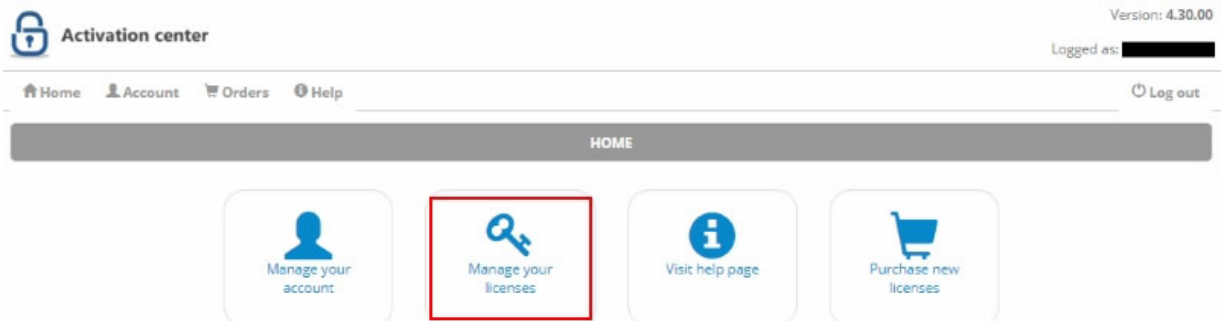 Version: 4.30.00
Activation center
Logged as:
Home Account Orders Help Log out
HOME
Manage your account
Manage your licenses
Visit help page
Purchase new licenses